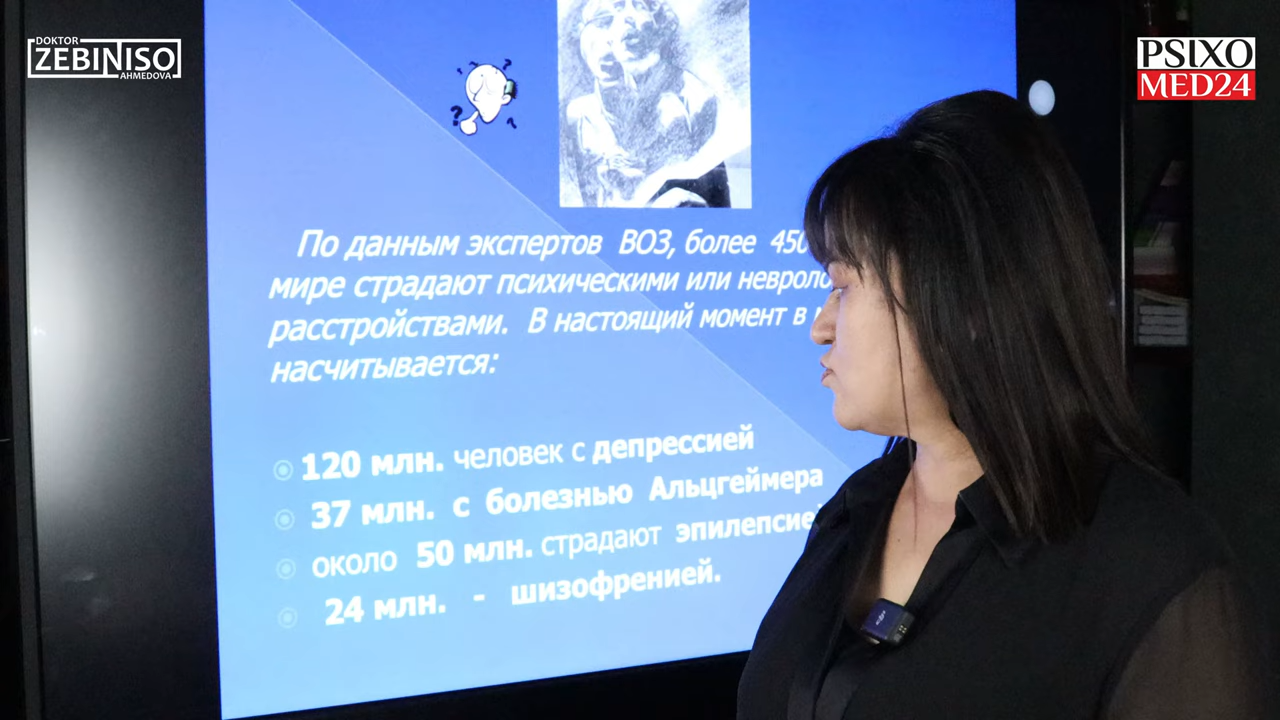 DOKTOR
ZEBINISO
AHMEDOVA
PSIXO
MED24
По данным экспертов ВОЗ, более 450
мире страдают психическими или невроло
расстройствами. В настоящий момент в
насчитывается:
120 млн. человек с депрессией
37 млн. с болезнью Альцгеймера
около 50 млн. страдают эпилепсией
24 млн. - шизофренией.